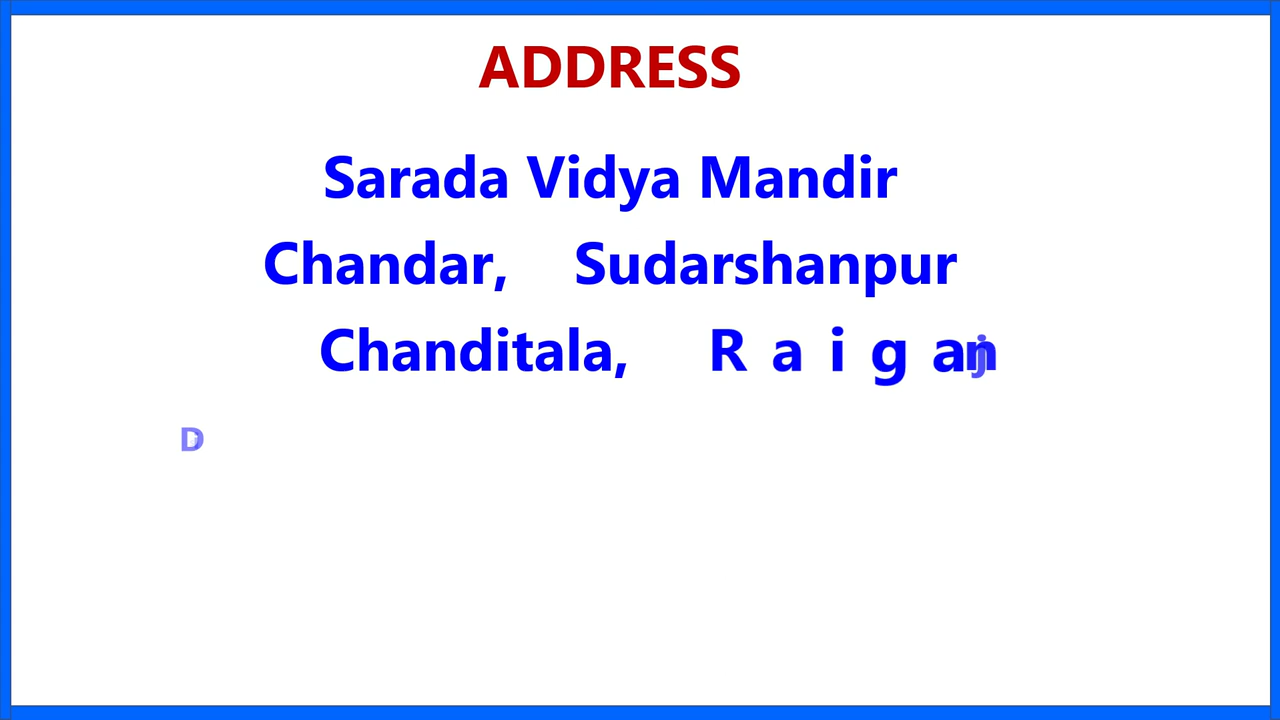 ADDRESS
Sarada Vidya Mandir
Chandar, Sudarshanpur
Chanditala, R a i g a n j